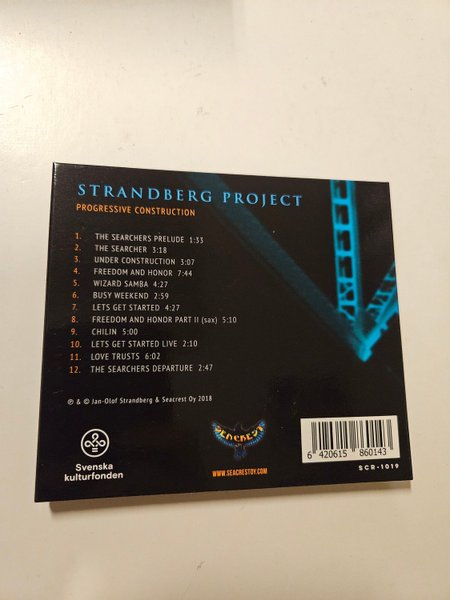 STRANDBERG PROJECT
PROGRESSIVE CONSTRUCTION
1. THE SEARCHERS PRELUDE 1:33
2. THE SEARCHER 3:18
3. UNDER CONSTRUCTION 3:07
4. FREEDOM AND HONOR 7:44
5. WIZARD SAMBA 4:27
6. BUSY WEEKEND 2:59
7. LETS GET STARTED 4:27
8. FREEDOM AND HONOR PART II (sax) 5:10
9. CHILIN 5:00
10. LETS GET STARTED LIVE 2:10
11. LOVE TRUSTS 6:02
12. THE SEARCHERS DEPARTURE 2:47
℗ & © Jan-Olof Strandberg & Seacrest Oy 2018
Svenska
kulturfonden
SEACREST
WWW.SEACRESTOY.COM
6 420615 860143
SCR-1019